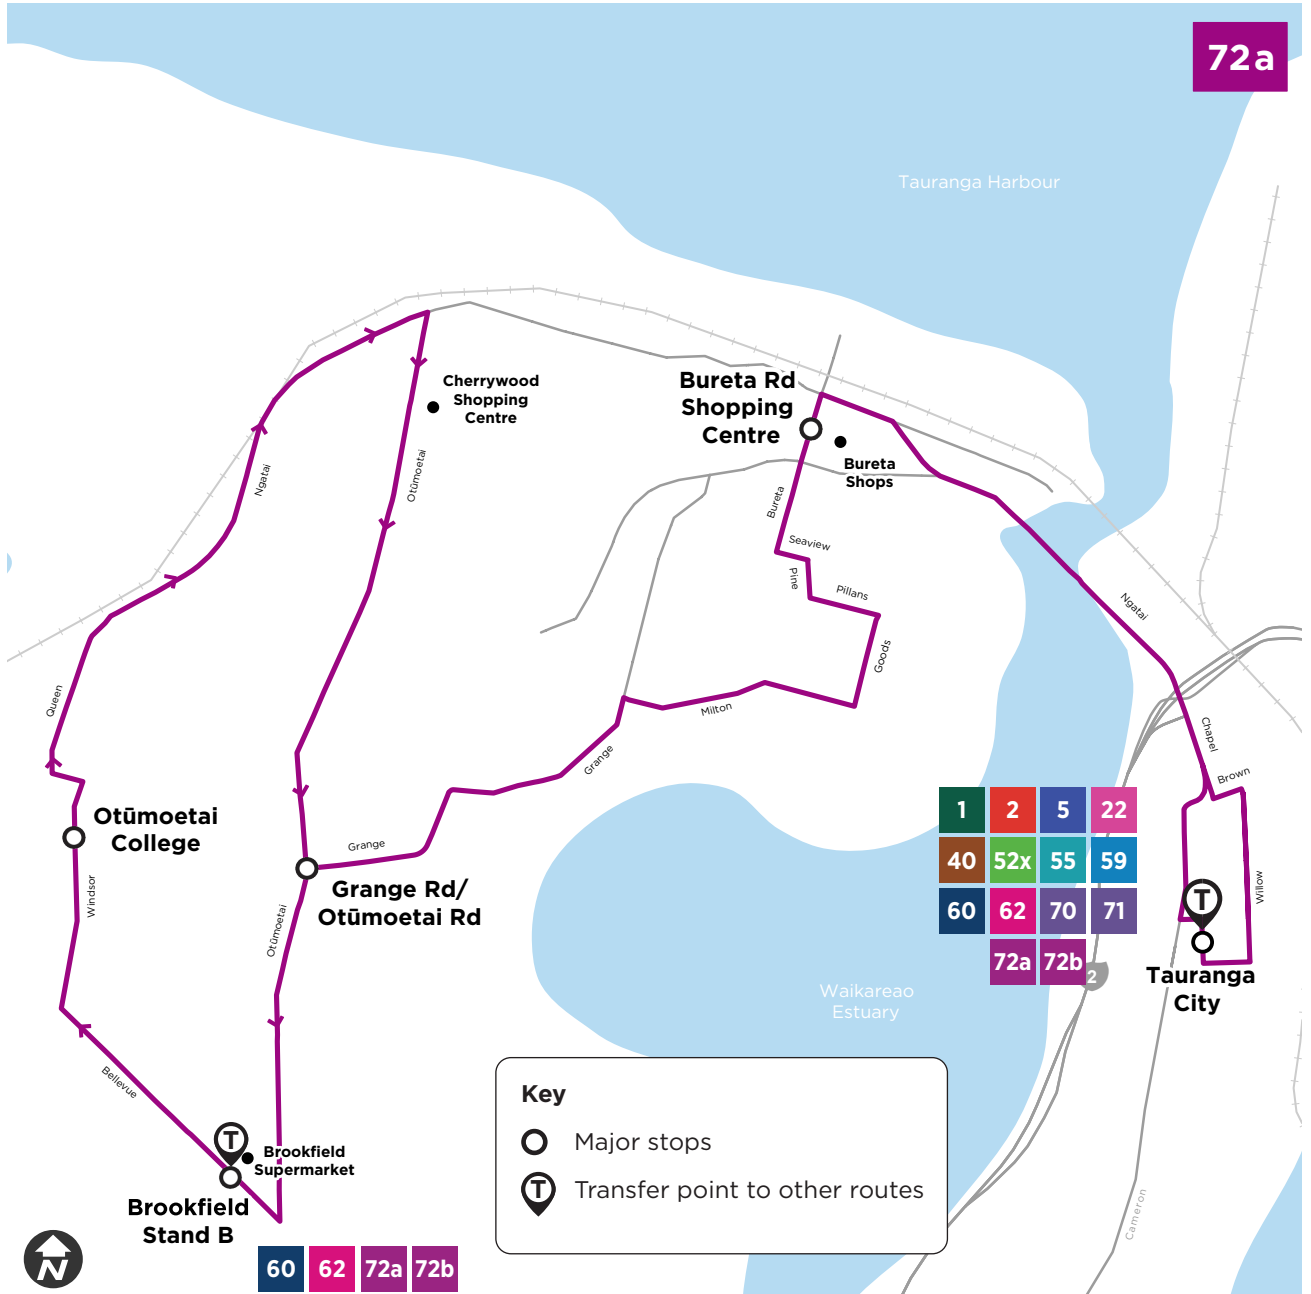 72a
Tauranga Harbour
Cherrywood
Shopping
Centre
Bureta Rd
Shopping
Centre
Bureta
Shops
Ngatai
Otūmoetai
Bureta
Seaview
Pine
Pillans
Goods
Ngatai
Queen
Milton
Grange
Chapel
Brown
Otūmoetai
College
Grange
1
2
5
22
40
52x
55
59
60
62
70
71
72a
72b
2
Windsor
Grange Rd/
Otūmoetai Rd
Otūmoetai
Willow
T
Tauranga
City
Waikareao
Estuary
Bellevue
T
Brookfield
Supermarket
Brookfield
Stand B
Key
Major stops
T
Transfer point to other routes
Cameron
N
60
62
72a
72b